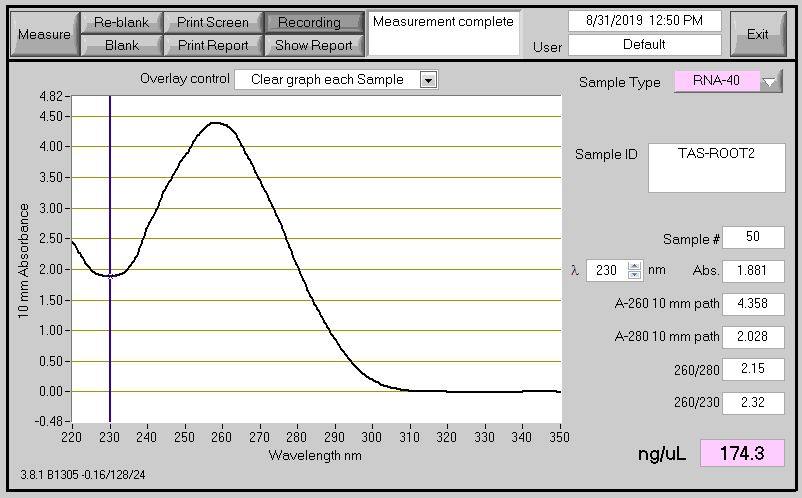 Measure
Re-blank
Print Screen
Recording
Measurement complete
8/31/2019 12:50 PM
Exit
Blank
Print Report
Show Report
User
Default
Overlay control
Clear graph each Sample
Sample Type
RNA-40
Sample ID
TAS-ROOT2
Sample #
50
λ
230
nm
Abs.
1.881
A-260 10 mm path
4.358
A-280 10 mm path
2.028
260/280
2.15
260/230
2.32
ng/uL
174.3
10 mm Absorbance
4.82
4.50
4.00
3.50
3.00
2.50
2.00
1.50
1.00
0.50
0.00
-0.48
220 230 240 250 260 270 280 290 300 310 320 330 340 350
Wavelength nm
3.8.1 B1305 -0.16/128/24